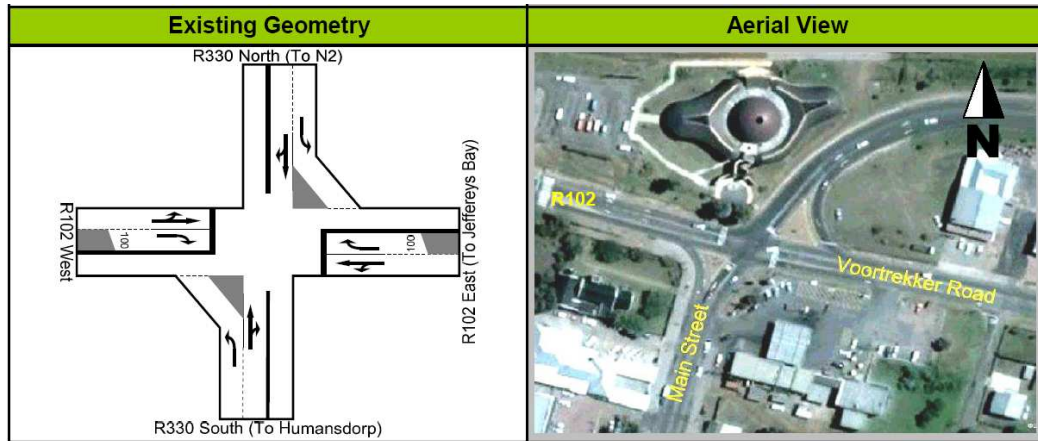 Existing Geometry
Aerial View
R330 North (To N2)
R102 West
100
100
R102 East (To Jeffereys Bay)
R330 South (To Humansdorp)
N
R102
Voortrekker Road
Main Street